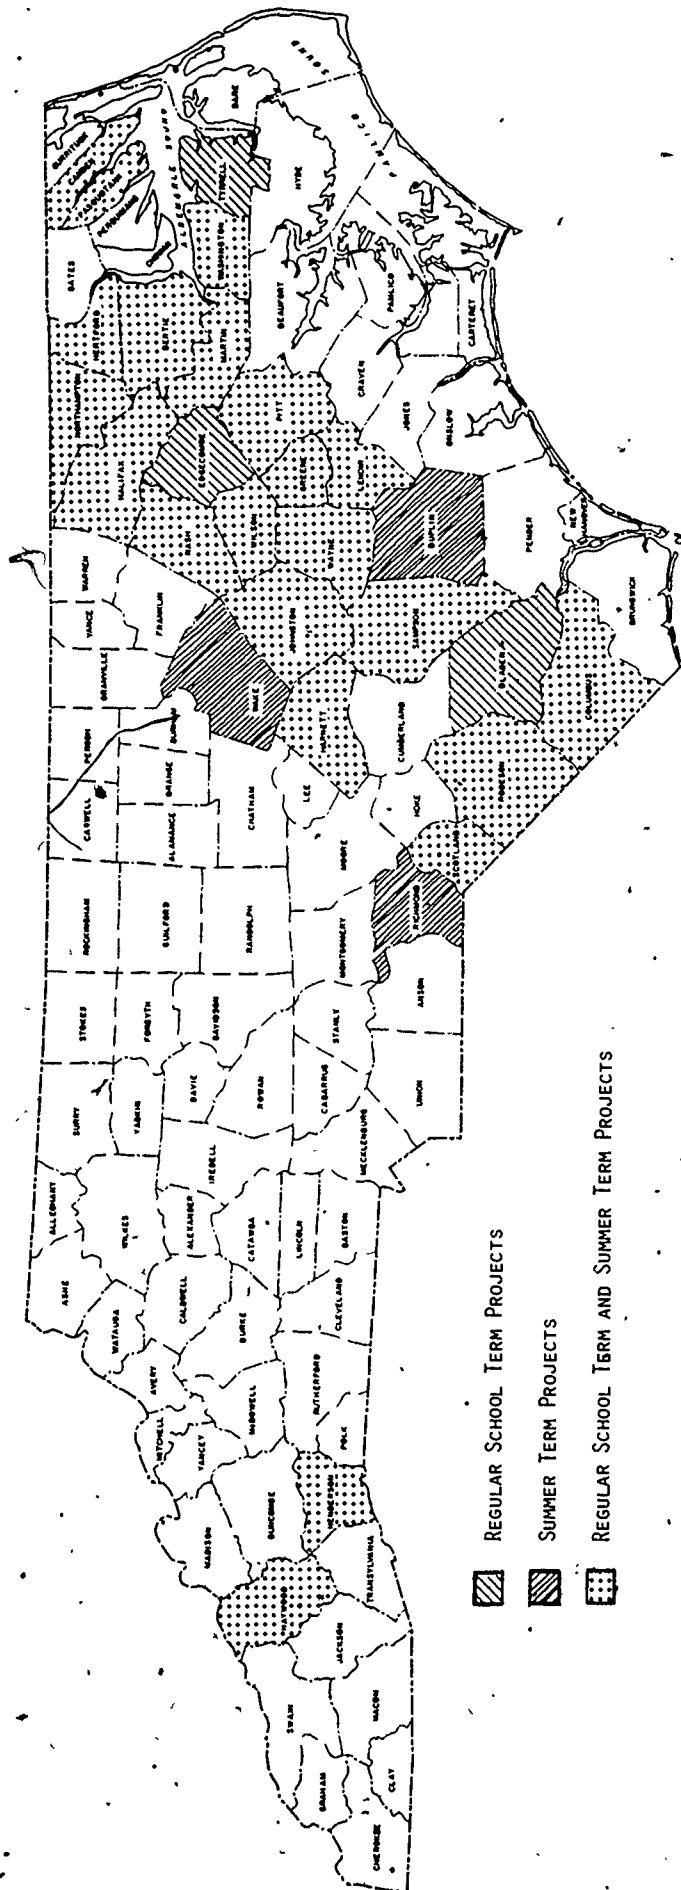 CHEROKEE
GRAHAM
CLAY
SWAIN
MACON
JACKSON
HAYWOOD
TRANSYLVANIA
MADISON
BUNCOMBE
HENDERSON
YANCEY
MITCHELL
McDOWELL
POLK
RUTHERFORD
AVERY
BURKE
CLEVELAND
WATAUGA
CALDWELL
ASHE
ALLEGHANY
WILKES
ALEXANDER
CATAWBA
LINCOLN
GASTON
SURRY
YADKIN
IREDELL
DAVIE
ROWAN
MECKLENBURG
CABARRUS
UNION
STOKES
FORSYTH
DAVIDSON
STANLY
ANSON
ROCKINGHAM
GUILFORD
RANDOLPH
MONTGOMERY
RICHMOND
CASWELL
ALAMANCE
CHATHAM
MOORE
SCOTLAND
PERSON
ORANGE
DURHAM
LEE
HOKE
ROBESON
GRANVILLE
VANCE
WAKE
HARNETT
CUMBERLAND
BLADEN
COLUMBUS
WARREN
FRANKLIN
JOHNSTON
SAMPSON
BRUNSWICK
NORTHAMPTON
HALIFAX
NASH
WILSON
WAYNE
DUPLIN
PENDER
NEW
HANOVER
EDGECOMBE
GREENE
LENOIR
JONES
ONSLOW
HERTFORD
BERTIE
MARTIN
PITT
CRAVEN
CARTERET
GATES
CHOWAN
PERQUIMANS
PASQUOTANK
CAMDEN
CURRITUCK
ALBEMARLE SOUND
WASHINGTON
TYRRELL
DARE
BEAUFORT
HYDE
PAMLICO
PAMLICO SOUND
REGULAR SCHOOL TERM PROJECTS
SUMMER TERM PROJECTS
REGULAR SCHOOL TERM AND SUMMER TERM PROJECTS